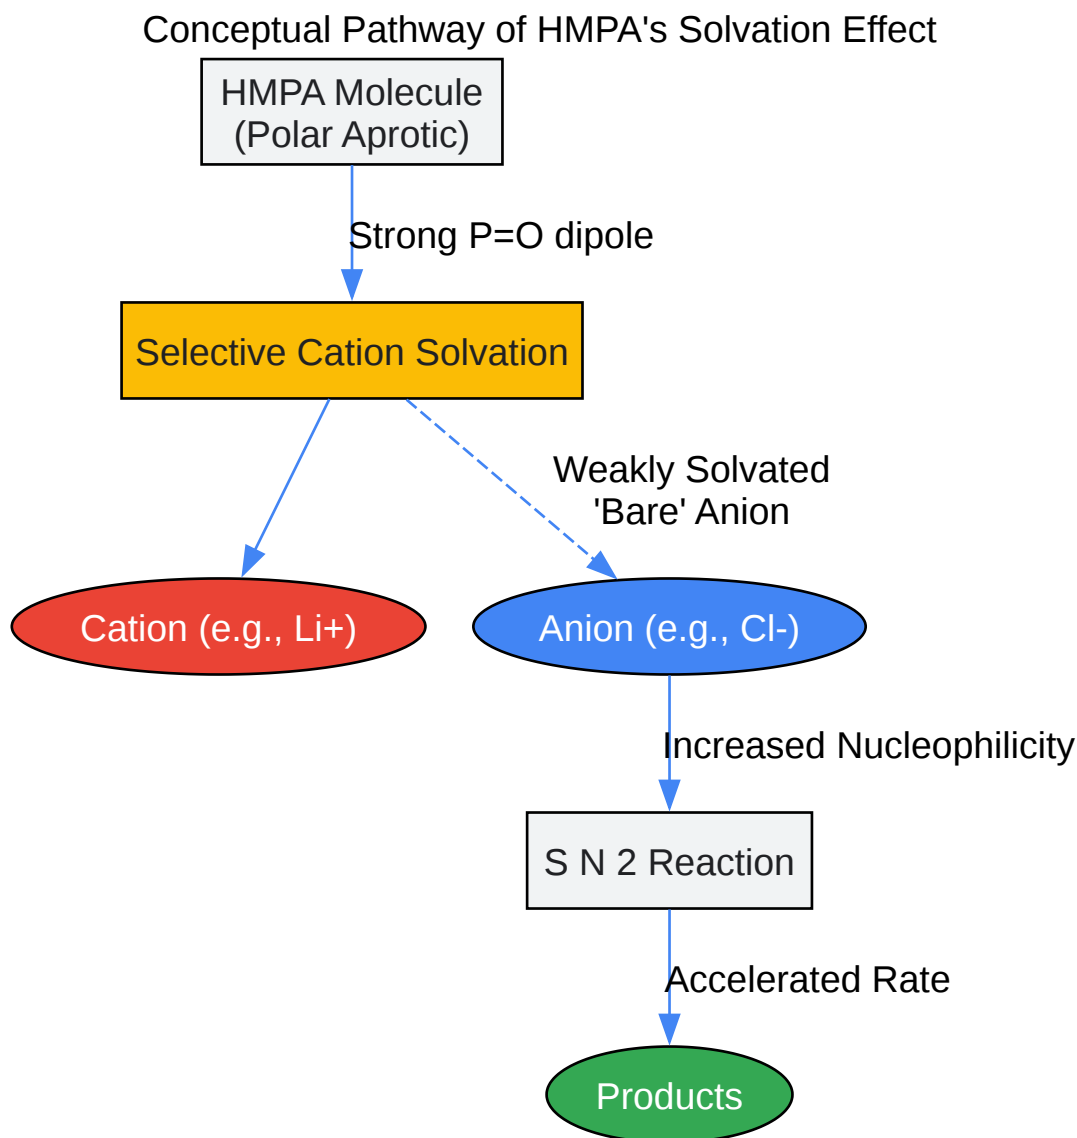 Conceptual Pathway of HMPA's Solvation Effect
HMPA Molecule
(Polar Aprotic)
Strong P=O dipole
Selective Cation Solvation
Weakly Solvated
'Bare' Anion
Cation (e.g., Li+)
Anion (e.g., Cl-)
Increased Nucleophilicity
S N 2 Reaction
Accelerated Rate
Products